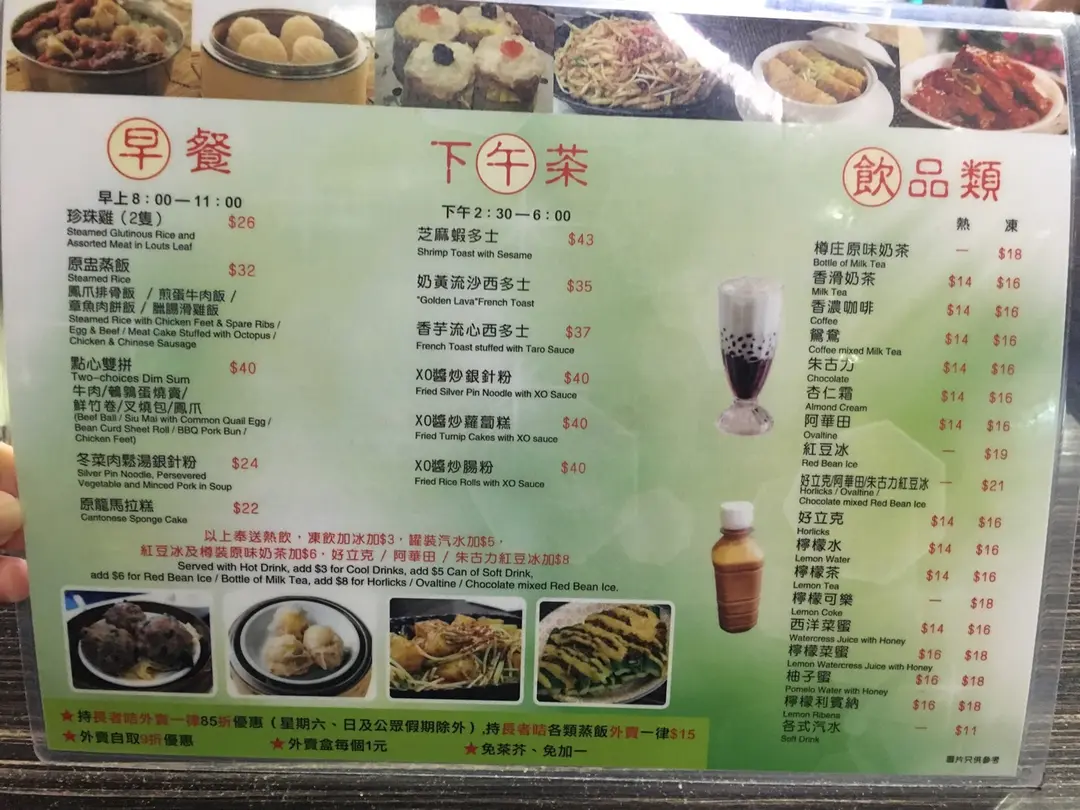 早餐
早上8：00—11：00
珍珠雞（2隻） $26
Steamed Glutinous Rice and
Assorted Meat in Louts Leaf
原盅蒸飯 $32
Steamed Rice
鳳爪排骨飯 / 煎蛋牛肉飯 /
章魚肉餅飯 / 臘腸滑雞飯
Steamed Rice with Chicken Feet & Spare Ribs /
Egg & Beef / Meat Cake Stuffed with Octopus /
Chicken & Chinese Sausage
點心雙拼 $40
Two-choices Dim Sum
牛肉/鵪鶉蛋燒賣/
鮮竹卷/叉燒包/鳳爪
(Beef Ball / Siu Mai with Common Quail Egg /
Bean Curd Sheet Roll / BBQ Pork Bun /
Chicken Feet)
冬菜肉鬆湯銀針粉 $24
Silver Pin Noodle, Persevered
Vegetable and Minced Pork in Soup
原籠馬拉糕 $22
Cantonese Sponge Cake
下午茶
下午2：30—6：00
芝麻蝦多士 $43
Shrimp Toast with Sesame
奶黃流沙西多士 $35
"Golden Lava"French Toast
香芋流心西多士 $37
French Toast stuffed with Taro Sauce
XO醬炒銀針粉 $40
Fried Silver Pin Noodle with XO Sauce
XO醬炒蘿蔔糕 $40
Fried Turnip Cakes with XO sauce
XO醬炒腸粉 $40
Fried Rice Rolls with XO Sauce
以上奉送熱飲，凍飲加冰加$3，罐裝汽水加$5，
紅豆冰及樽裝原味奶茶加$6，好立克 / 阿華田 / 朱古力紅豆冰加$8
Served with Hot Drink, add $3 for Cool Drinks, add $5 Can of Soft Drink,
add $6 for Red Bean Ice / Bottle of Milk Tea, add $8 for Horlicks / Ovaltine / Chocolate mixed Red Bean Ice.
飲品類
熱 凍
樽庄原味奶茶 — $18
Bottle of Milk Tea
香滑奶茶 $14 $16
Milk Tea
香濃咖啡 $14 $16
Coffee
鴛鴦 $14 $16
Coffee mixed Milk Tea
朱古力 $14 $16
Chocolate
杏仁霜 $14 $16
Almond Cream
阿華田 $14 $16
Ovaltine
紅豆冰 — $19
Red Bean Ice
好立克/阿華田/朱古力紅豆冰 — $21
Horlicks / Ovaltine /
Chocolate mixed Red Bean Ice
好立克 $14 $16
Horlicks
檸檬水 $14 $16
Lemon Water
檸檬茶 $14 $16
Lemon Tea
檸檬可樂 — $18
Lemon Coke
西洋菜蜜 $14 $16
Watercress Juice with Honey
檸檬菜蜜 $16 $18
Lemon Watercress Juice with Honey
柚子蜜 $16 $18
Pomelo Water with Honey
檸檬利賓納 $16 $18
Lemon Ribena
各式汽水 — $11
Soft Drink
★持長者咭外賣一律85折優惠（星期六、日及公眾假期除外），持長者咭各類蒸飯外賣一律$15
★外賣自取9折優惠 ★外賣盒每個1元 ★免茶芥、免加一
圖片只供參考